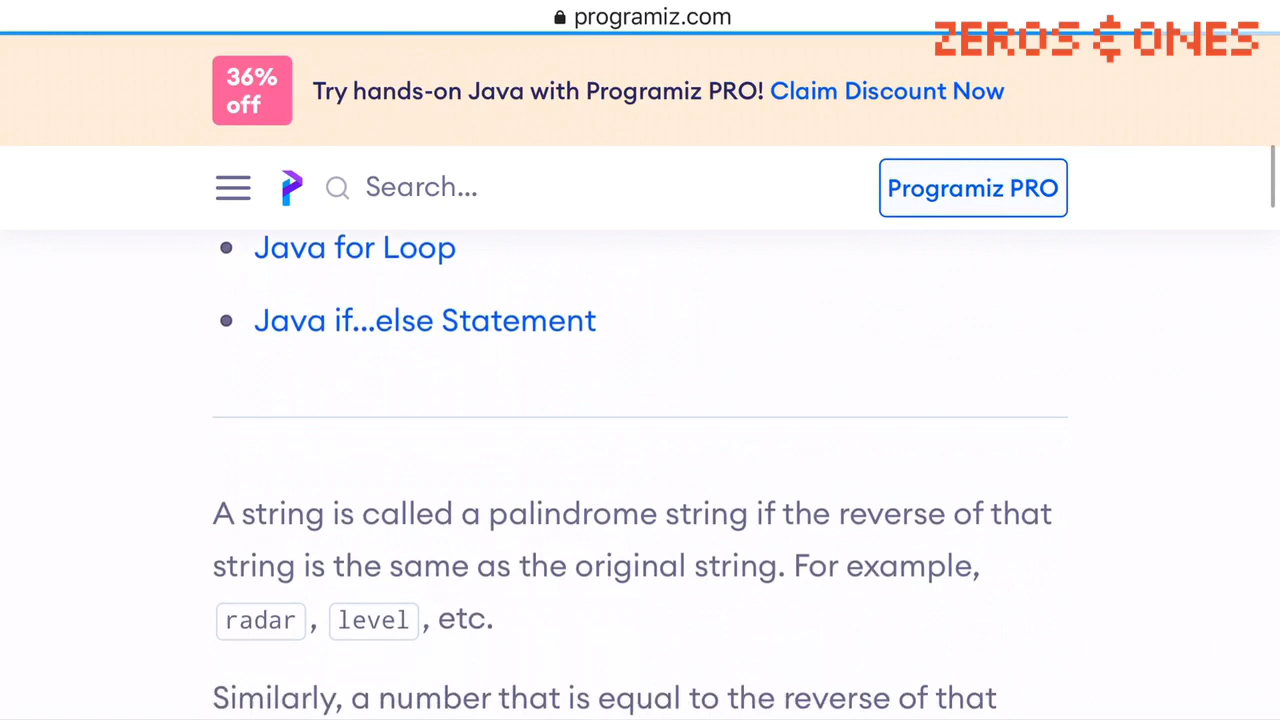 programiz.com
ZEROS & ONES
36% off
Try hands-on Java with Programiz PRO! Claim Discount Now
Search...
Programiz PRO
Java for Loop
Java if...else Statement
A string is called a palindrome string if the reverse of that
string is the same as the original string. For example,
radar, level, etc.
Similarly, a number that is equal to the reverse of that